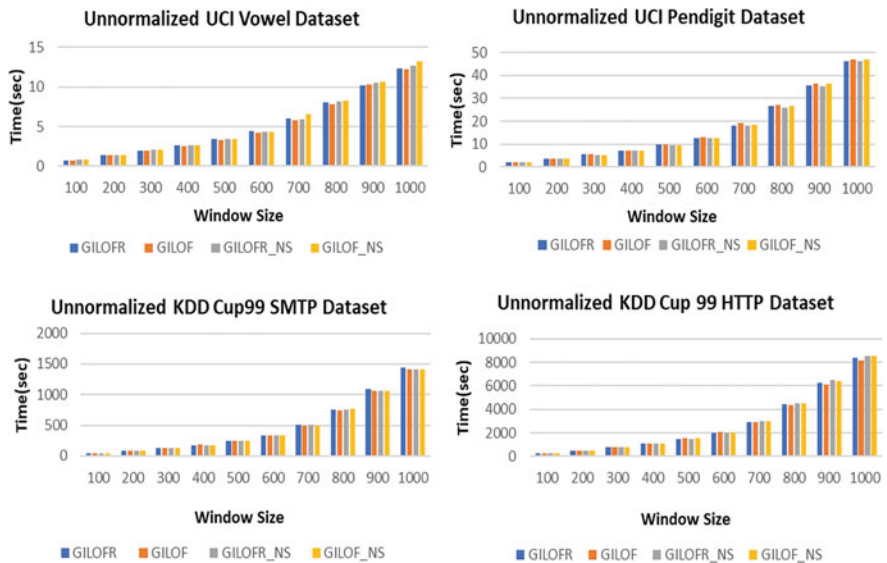 Unnormalized UCI Vowel Dataset
Time(sec)
15
10
5
0
100 200 300 400 500 600 700 800 900 1000
Window Size
GILOFR GILOF GILOFR_NS GILOF_NS
Unnormalized UCI Pendigit Dataset
Time(sec)
50
40
30
20
10
0
100 200 300 400 500 600 700 800 900 1000
Window Size
GILOFR GILOF GILOFR_NS GILOF_NS
Unnormalized KDD Cup99 SMTP Dataset
Time(sec)
2000
1500
1000
500
0
100 200 300 400 500 600 700 800 900 1000
Window Size
GILOFR GILOF GILOFR_NS GILOF_NS
Unnormalized KDD Cup 99 HTTP Dataset
Time(sec)
10000
8000
6000
4000
2000
0
100 200 300 400 500 600 700 800 900 1000
Window Size
GILOFR GILOF GILOFR_NS GILOF_NS